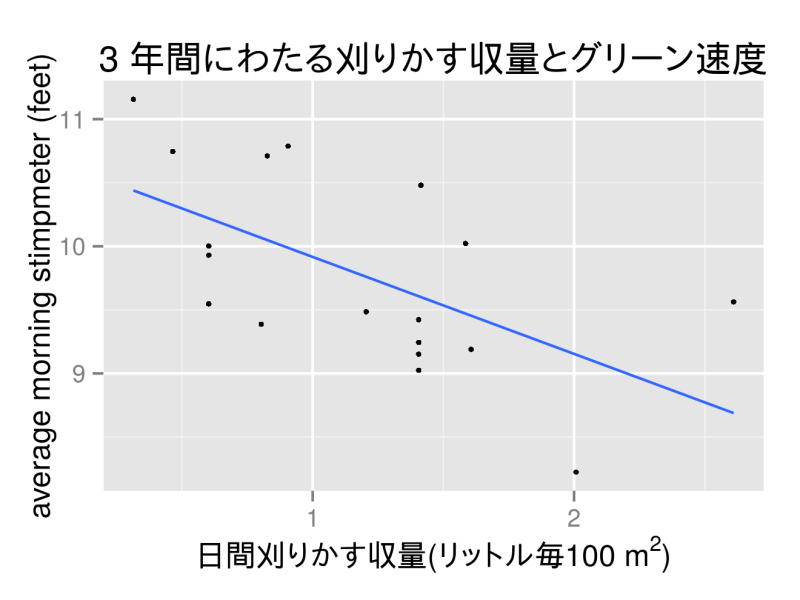 3 年間にわたる刈りかす収量とグリーン速度
average morning stimpmeter (feet)
11
10
9
1
2
日間刈りかす収量(リットル毎100 m²)